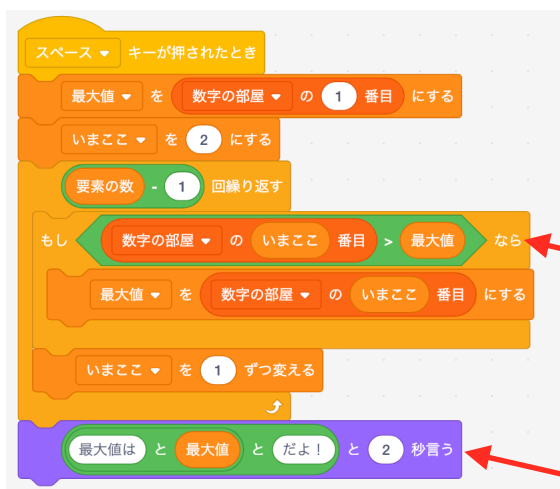 スペース キーが押されたとき
最大値 を 数字の部屋 の 1 番目 にする
いまここ を 2 にする
要素の数 - 1 回繰り返す
もし 数字の部屋 の いまここ 番目 > 最大値 なら
最大値 を 数字の部屋 の いまここ 番目 にする
いまここ を 1 ずつ変える
最大値は と 最大値 と だよ！ と 2 秒言う